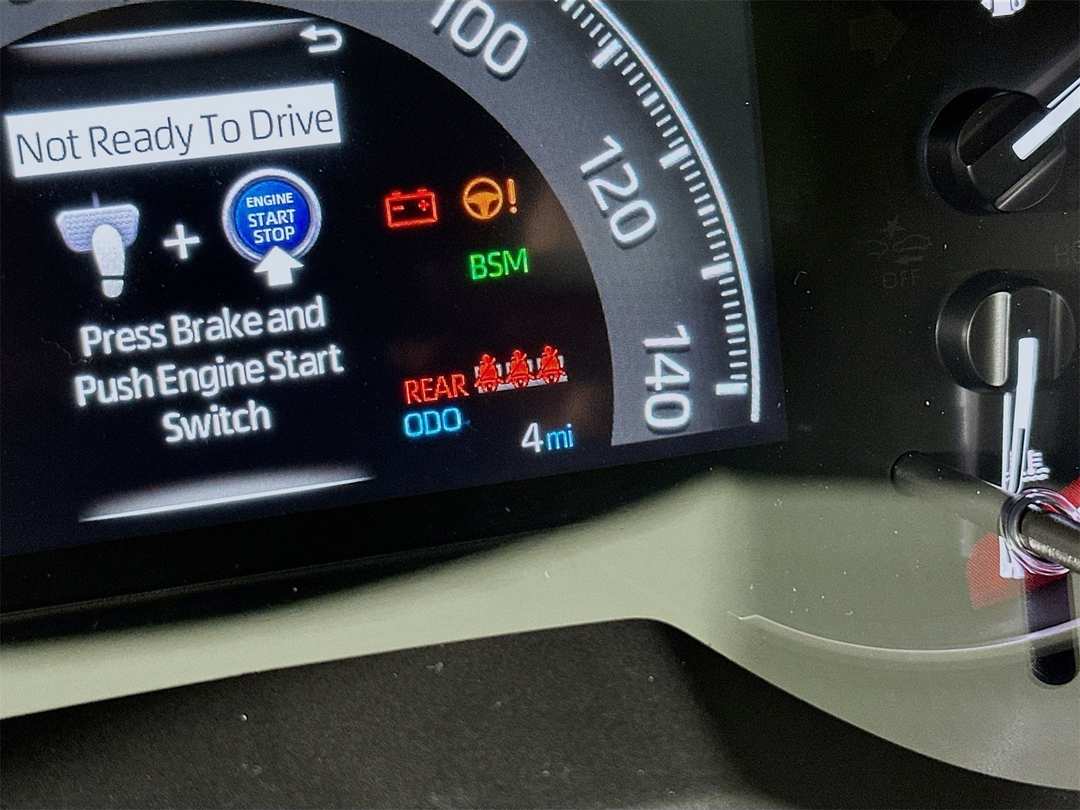 Not Ready To Drive
ENGINE
START
STOP
Press Brake and
Push Engine Start
Switch
BSM
REAR
ODO
4 mi
100
120
140
OFF